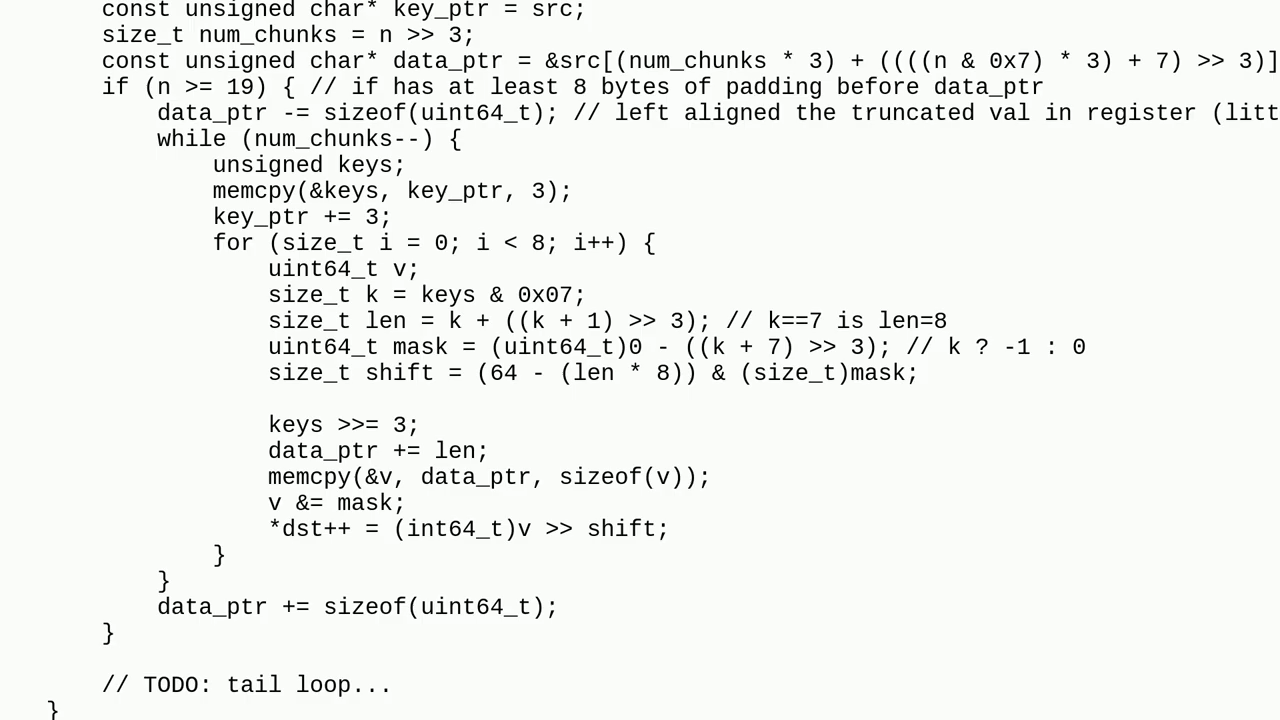 const unsigned char* key_ptr = src;
size_t num_chunks = n >> 3;
const unsigned char* data_ptr = &src[(num_chunks * 3) + ((((n & 0x7) * 3) + 7) >> 3)]
if (n >= 19) { // if has at least 8 bytes of padding before data_ptr
data_ptr -= sizeof(uint64_t); // left aligned the truncated val in register (litt
while (num_chunks--) {
unsigned keys;
memcpy(&keys, key_ptr, 3);
key_ptr += 3;
for (size_t i = 0; i < 8; i++) {
uint64_t v;
size_t k = keys & 0x07;
size_t len = k + ((k + 1) >> 3); // k==7 is len=8
uint64_t mask = (uint64_t)0 - ((k + 7) >> 3); // k ? -1 : 0
size_t shift = (64 - (len * 8)) & (size_t)mask;
keys >>= 3;
data_ptr += len;
memcpy(&v, data_ptr, sizeof(v));
v &= mask;
*dst++ = (int64_t)v >> shift;
}
}
data_ptr += sizeof(uint64_t);
}
// TODO: tail loop...
}